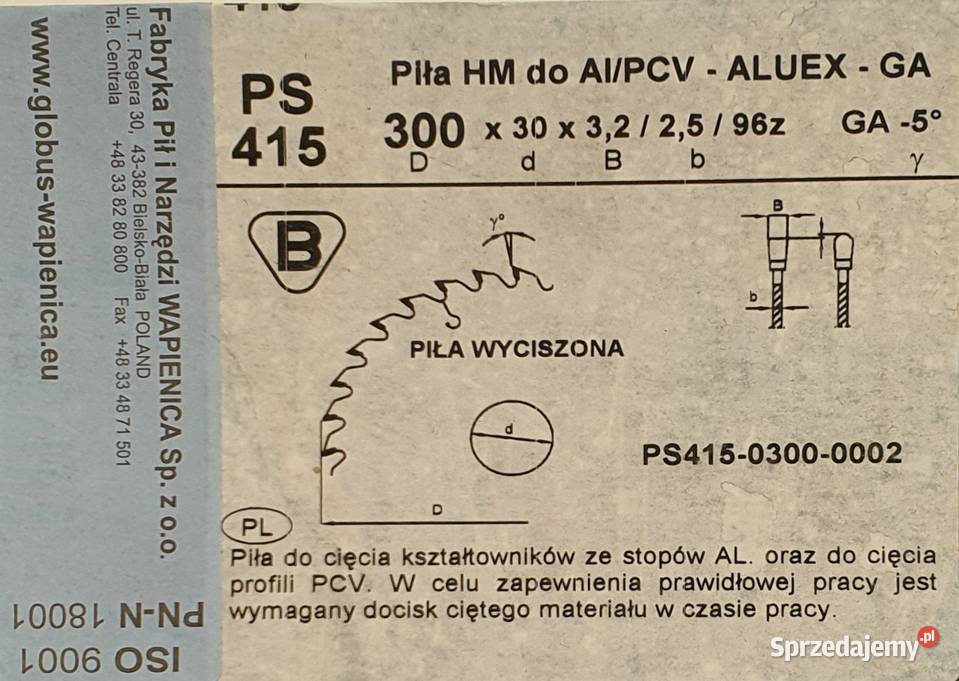 PS
415
Piła HM do Al/PCV - ALUEX - GA
300 x 30 x 3,2 / 2,5 / 96z GA -5°
D d B b γ
B
γ°
B
b
PIŁA WYCISZONA
d
PS415-0300-0002
D
PL
Piła do cięcia kształtowników ze stopów AL. oraz do cięcia
profili PCV. W celu zapewnienia prawidłowej pracy jest
wymagany docisk ciętego materiału w czasie pracy.
Fabryka Pił i Narzędzi WAPIENICA Sp. z o.o.
ul. T. Regera 30, 43-382 Bielsko-Biała POLAND
Tel. Centrala +48 33 82 80 800 Fax +48 33 48 71 501
www.globus-wapienica.eu
PN-N 18001
ISO 9001
Sprzedajemy.pl